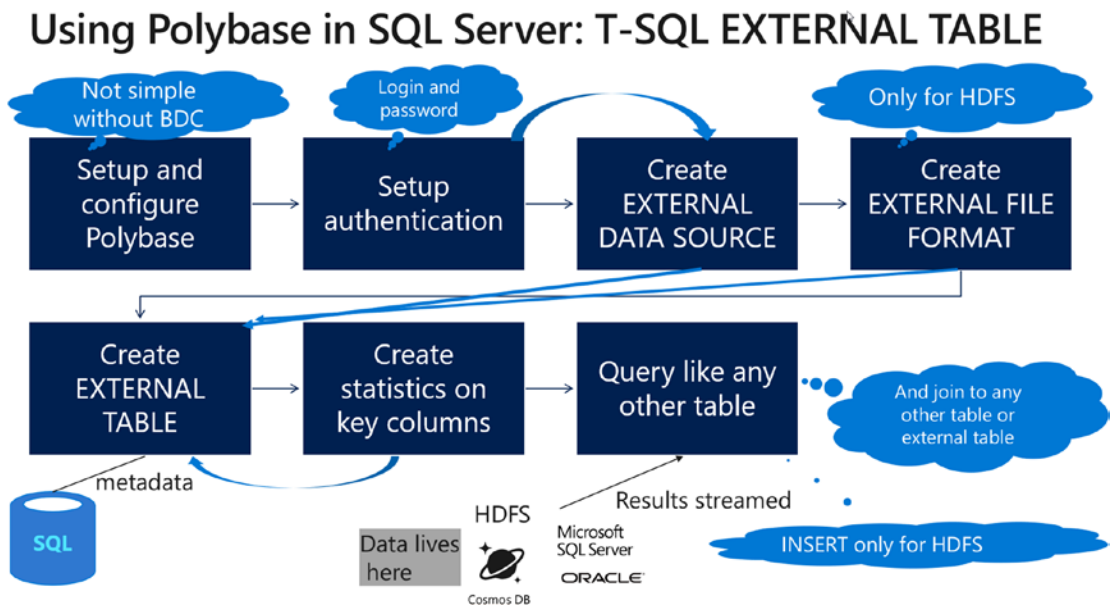 Using Polybase in SQL Server: T-SQL EXTERNAL TABLE
Not simple
without BDC
Login and
password
Only for HDFS
Setup and
configure
Polybase
Setup
authentication
Create
EXTERNAL
DATA SOURCE
Create
EXTERNAL FILE
FORMAT
Create
EXTERNAL
TABLE
Create
statistics on
key columns
Query like any
other table
And join to any
other table or
external table
metadata
SQL
Results streamed
HDFS
Data lives
here
Microsoft
SQL Server
ORACLE
Cosmos DB
INSERT only for HDFS